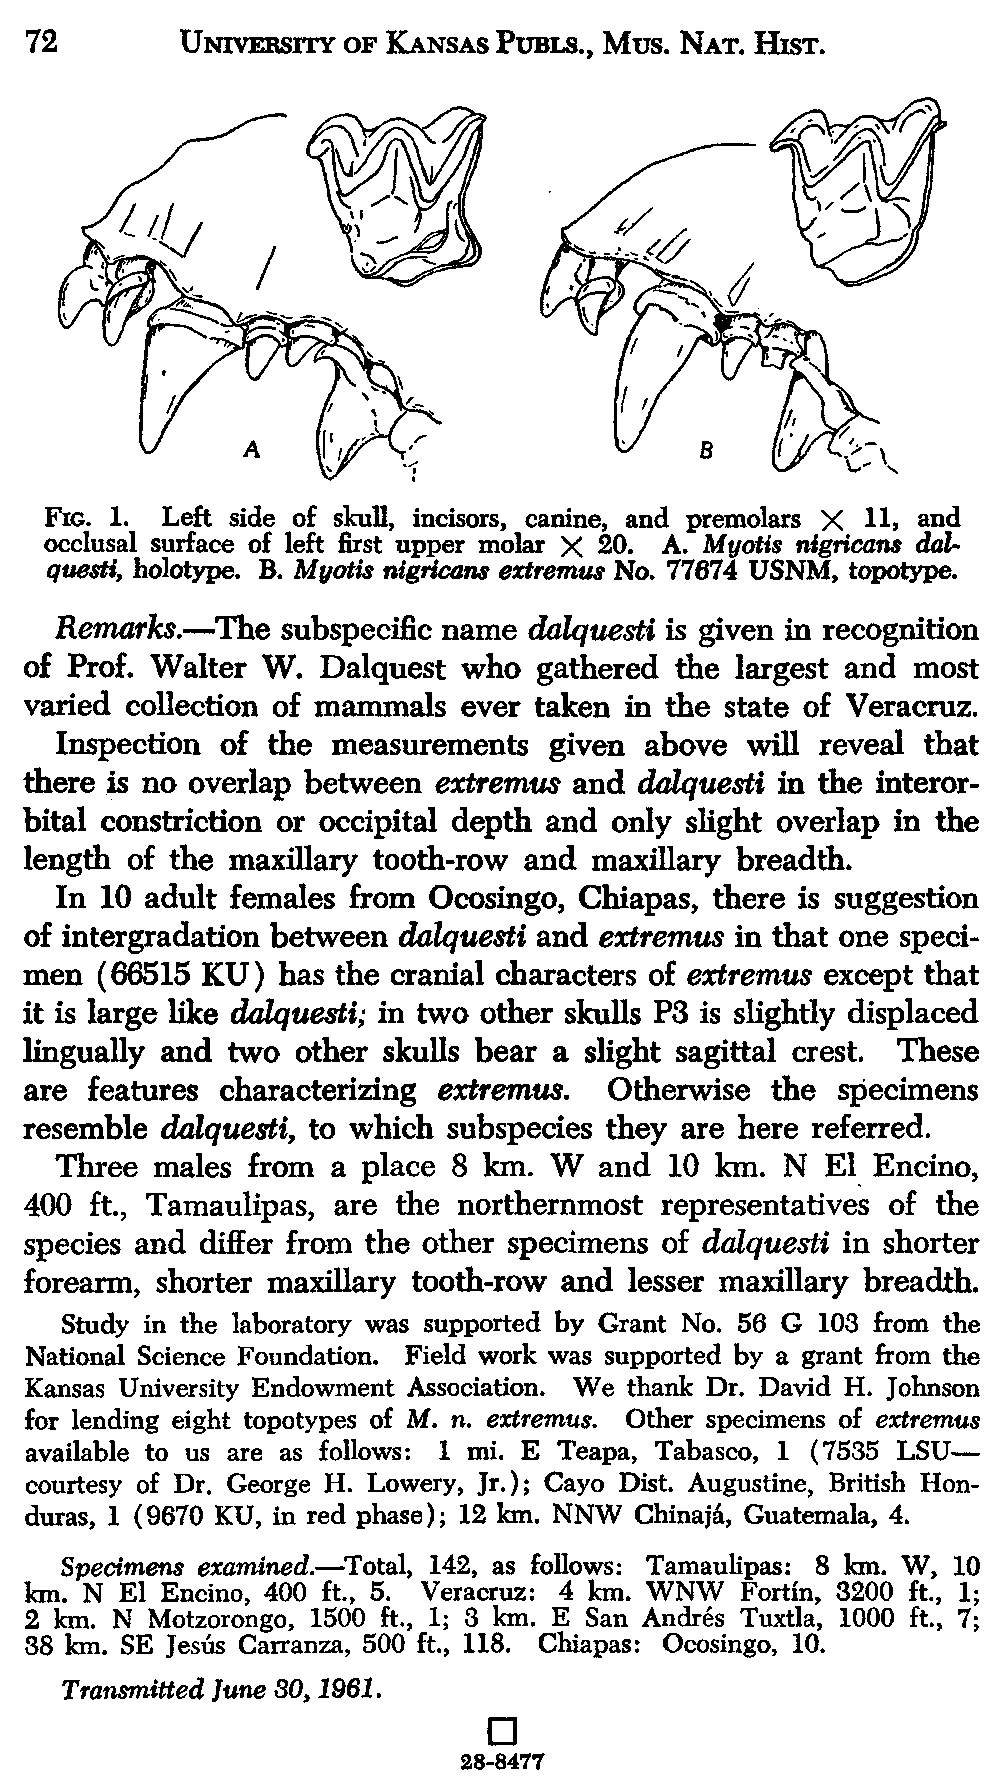 72 UNIVERSITY OF KANSAS PUBLS., MUS. NAT. HIST.
A
B
FIG. 1. Left side of skull, incisors, canine, and premolars × 11, and
occlusal surface of left first upper molar × 20. A. Myotis nigricans dal-
questi, holotype. B. Myotis nigricans extremus No. 77674 USNM, topotype.
Remarks.—The subspecific name dalquesti is given in recognition
of Prof. Walter W. Dalquest who gathered the largest and most
varied collection of mammals ever taken in the state of Veracruz.
Inspection of the measurements given above will reveal that
there is no overlap between extremus and dalquesti in the interor-
bital constriction or occipital depth and only slight overlap in the
length of the maxillary tooth-row and maxillary breadth.
In 10 adult females from Ocosingo, Chiapas, there is suggestion
of intergradation between dalquesti and extremus in that one speci-
men (66515 KU) has the cranial characters of extremus except that
it is large like dalquesti; in two other skulls P3 is slightly displaced
lingually and two other skulls bear a slight sagittal crest. These
are features characterizing extremus. Otherwise the specimens
resemble dalquesti, to which subspecies they are here referred.
Three males from a place 8 km. W and 10 km. N El Encino,
400 ft., Tamaulipas, are the northernmost representatives of the
species and differ from the other specimens of dalquesti in shorter
forearm, shorter maxillary tooth-row and lesser maxillary breadth.
Study in the laboratory was supported by Grant No. 56 G 103 from the
National Science Foundation. Field work was supported by a grant from the
Kansas University Endowment Association. We thank Dr. David H. Johnson
for lending eight topotypes of M. n. extremus. Other specimens of extremus
available to us are as follows: 1 mi. E Teapa, Tabasco, 1 (7535 LSU—
courtesy of Dr. George H. Lowery, Jr.); Cayo Dist. Augustine, British Hon-
duras, 1 (9670 KU, in red phase); 12 km. NNW Chinajá, Guatemala, 4.
Specimens examined.—Total, 142, as follows: Tamaulipas: 8 km. W, 10
km. N El Encino, 400 ft., 5. Veracruz: 4 km. WNW Fortín, 3200 ft., 1;
2 km. N Motzorongo, 1500 ft., 1; 3 km. E San Andrés Tuxtla, 1000 ft., 7;
38 km. SE Jesús Carranza, 500 ft., 118. Chiapas: Ocosingo, 10.
Transmitted June 30, 1961.
28-8477